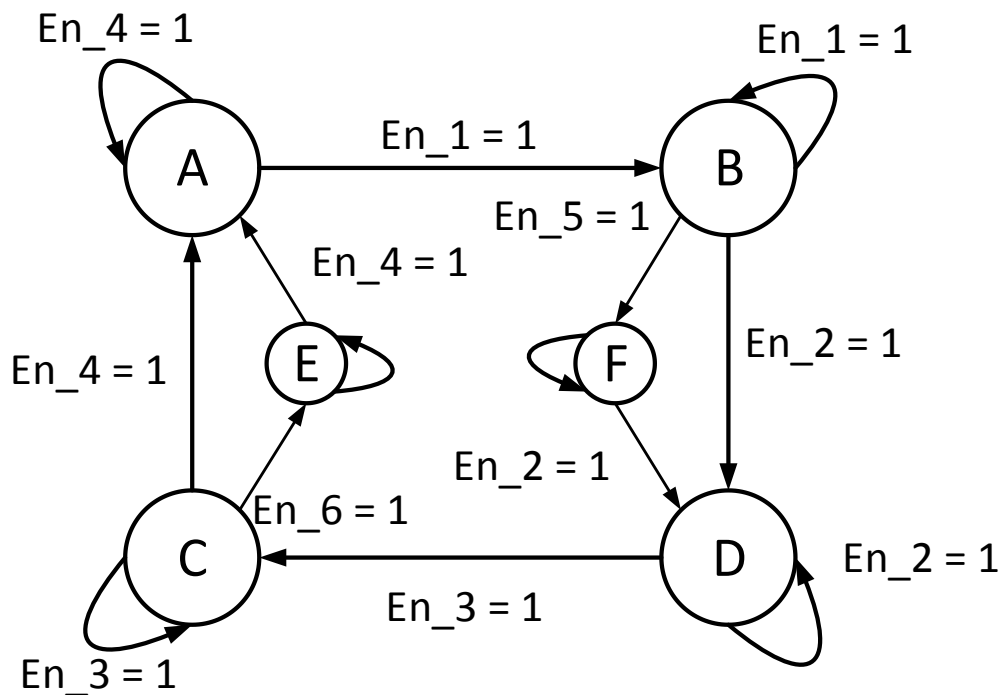 En_4 = 1
En_1 = 1
A
En_1 = 1
B
En_5 = 1
En_4 = 1
En_4 = 1
E
F
En_2 = 1
En_2 = 1
En_6 = 1
C
D
En_2 = 1
En_3 = 1
En_3 = 1